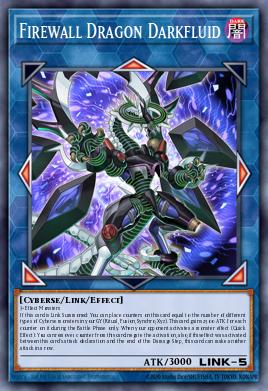 FIREWALL DRAGON DARKFLUID
DARK
闇
[CYBERSE/LINK/EFFECT]
3+ Effect Monsters
If this card is Link Summoned: You can place counters on this card equal to the number of different
types of Cyberse monsters in your GY (Ritual, Fusion, Synchro, Xyz). This card gains 2500 ATK for each
counter on it during the Battle Phase only. When your opponent activates a monster effect (Quick
Effect): You can remove 1 counter from this card; negate the activation, also, if this effect was activated
between this card's attack declaration and the end of the Damage Step, this card can make another
attack in a row.
ATK/3000 LINK-5